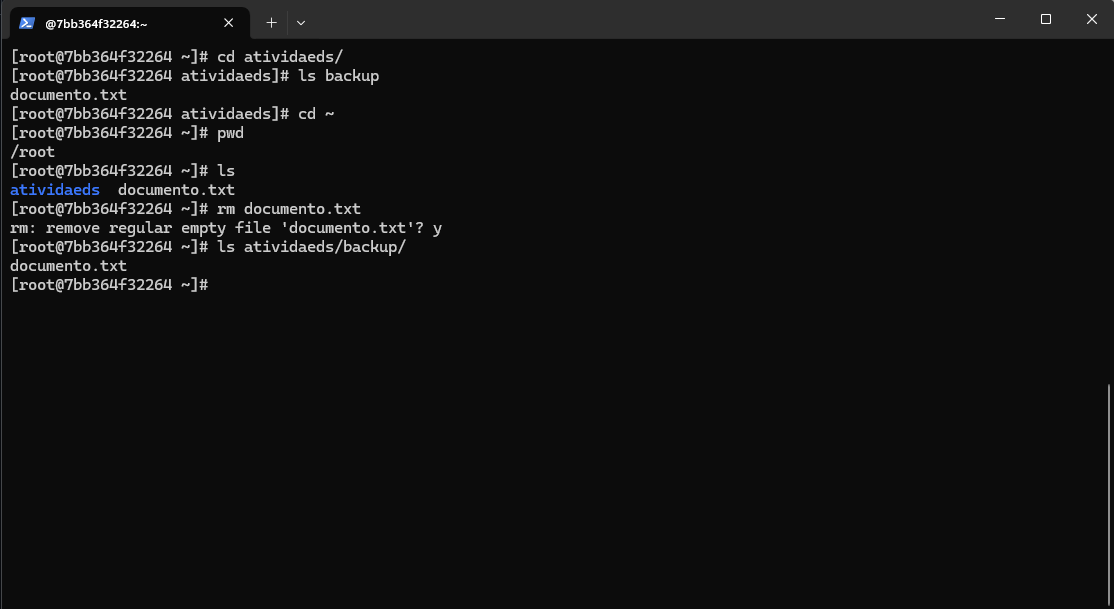 @7bb364f32264:~
[root@7bb364f32264 ~]# cd atividaeds/
[root@7bb364f32264 atividaeds]# ls backup
documento.txt
[root@7bb364f32264 atividaeds]# cd ~
[root@7bb364f32264 ~]# pwd
/root
[root@7bb364f32264 ~]# ls
atividaeds  documento.txt
[root@7bb364f32264 ~]# rm documento.txt
rm: remove regular empty file 'documento.txt'? y
[root@7bb364f32264 ~]# ls atividaeds/backup/
documento.txt
[root@7bb364f32264 ~]#